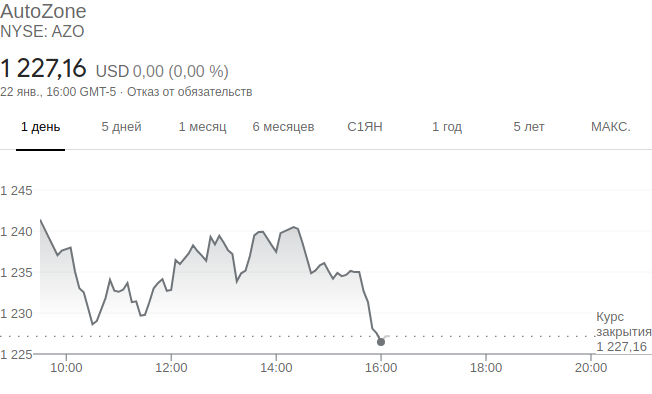 AutoZone
NYSE: AZO
1 227,16 USD 0,00 (0,00 %)
22 янв., 16:00 GMT-5 · Отказ от обязательств
1 день 5 дней 1 месяц 6 месяцев С1ЯН 1 год 5 лет МАКС.
1 245
1 240
1 235
1 230
Курс
закрытия
1 227,16
1 225
10:00 12:00 14:00 16:00 18:00 20:00